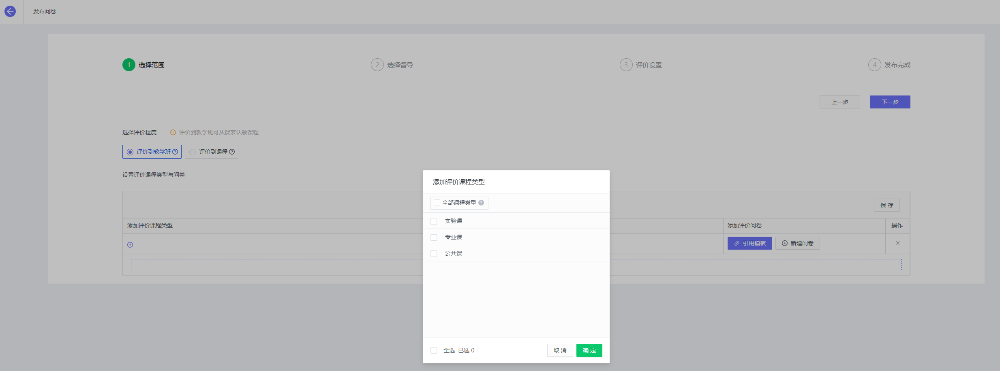 发布问卷
1 选择范围
2 选择督导
3 评价设置
4 发布完成
上一步
下一步
选择评价粒度
评价到教学班可从课表认领课程
评价到教学班
评价到课程
设置评价课程类型与问卷
保 存
添加评价课程类型
添加评价问卷
操作
引用模板
新建问卷
X
添加评价课程类型
全部课程类型
实验课
专业课
公共课
全选 已选 0
取 消
确 定